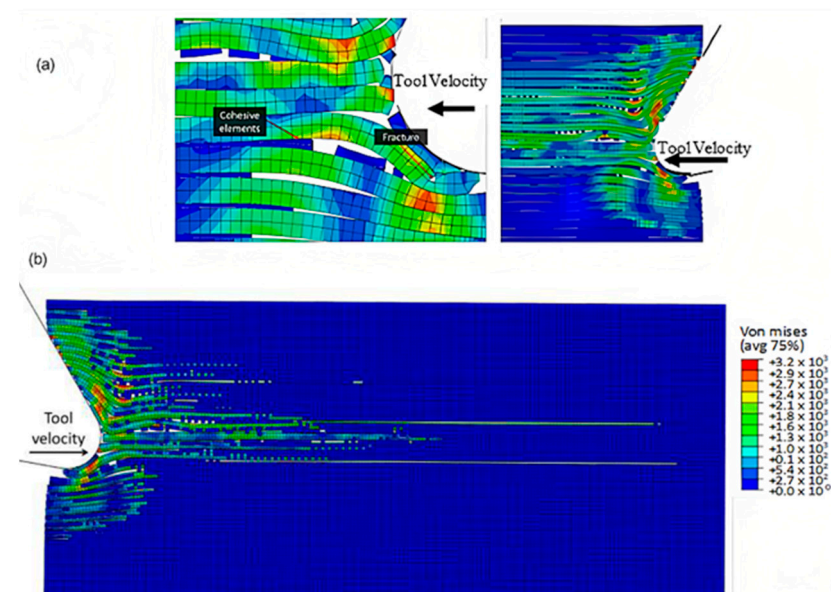 (a)
Tool Velocity
Cohesive
elements
Fracture
Tool Velocity
(b)
Tool
velocity
Von mises
(avg 75%)
+3.2 x 10³
+2.9 x 10³
+2.7 x 10³
+2.4 x 10³
+2.1 x 10³
+1.8 x 10³
+1.6 x 10³
+1.3 x 10³
+1.0 x 10³
+0.1 x 10²
+5.4 x 10²
+2.7 x 10²
+0.0 x 10⁰